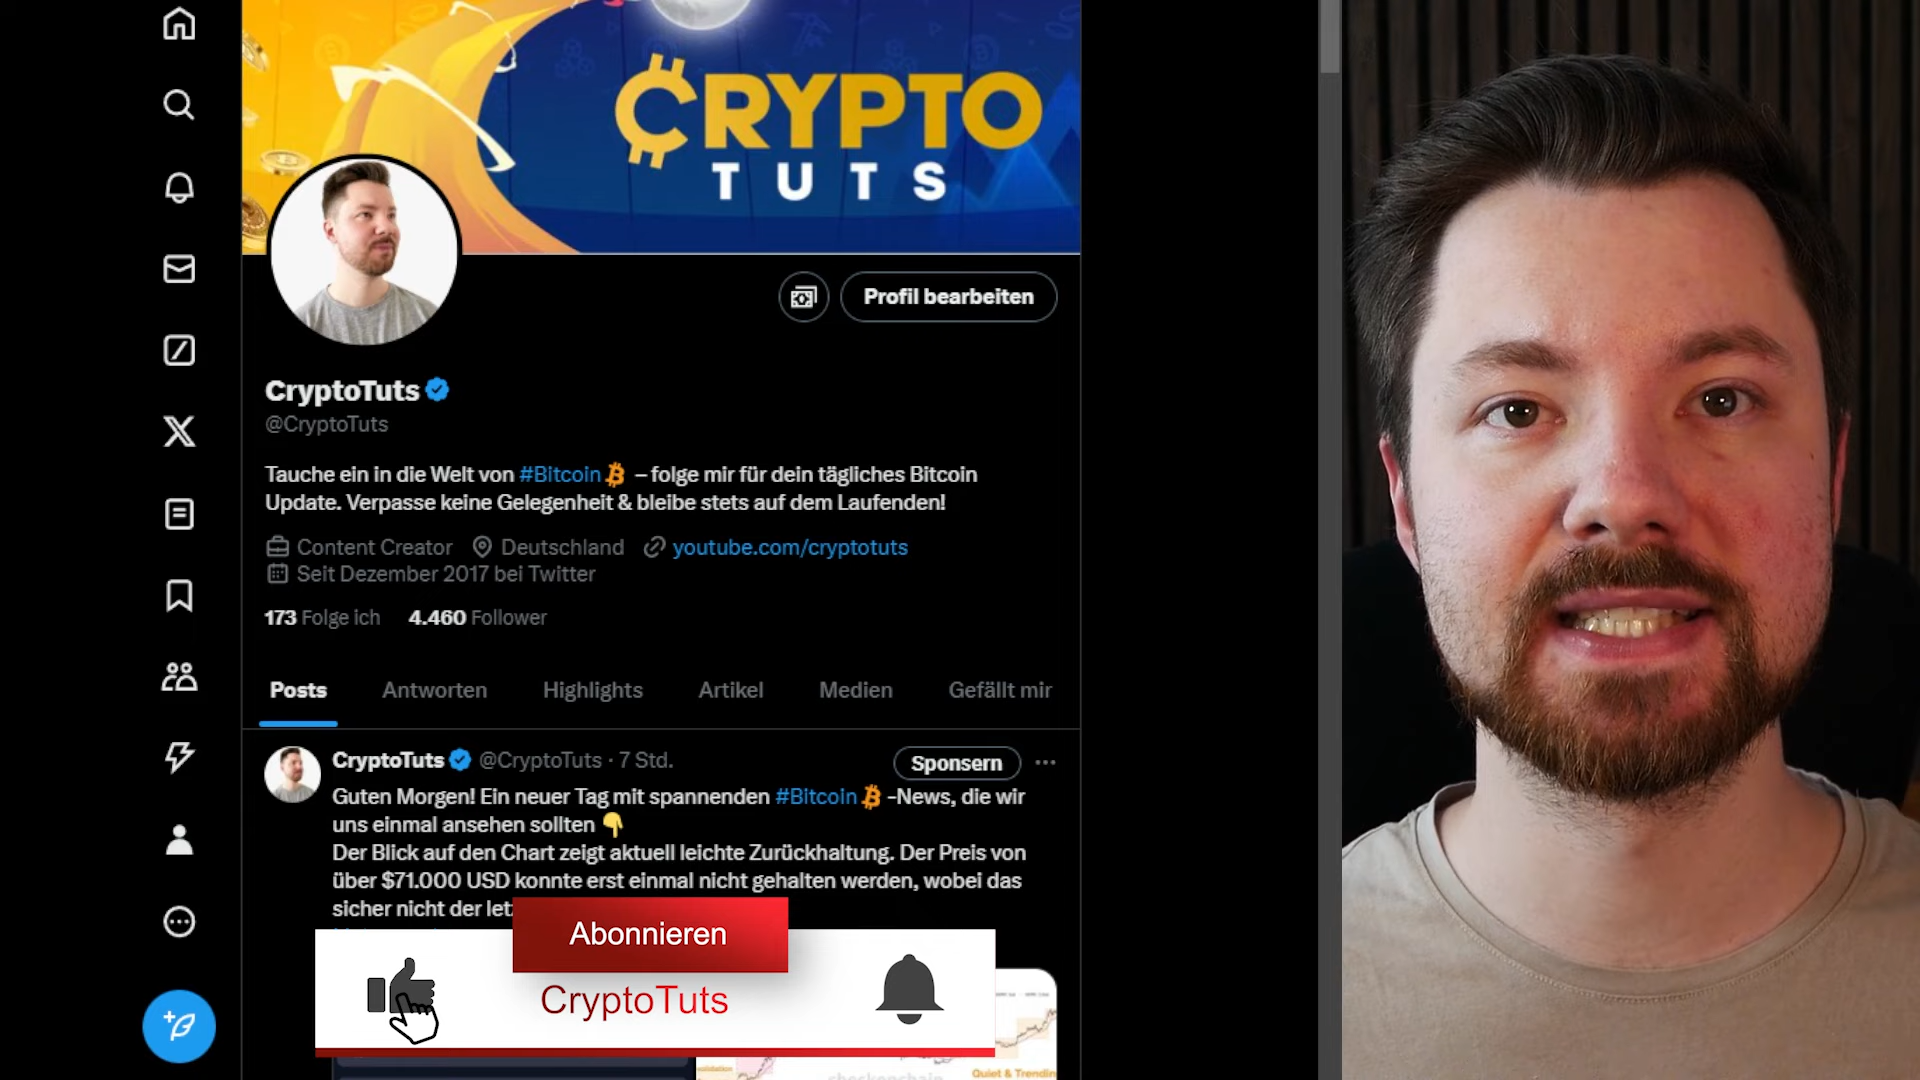 CRYPTO
TUTS
Profil bearbeiten
CryptoTuts
@CryptoTuts
Tauche ein in die Welt von #Bitcoin – folge mir für dein tägliches Bitcoin
Update. Verpasse keine Gelegenheit & bleibe stets auf dem Laufenden!
Content Creator Deutschland youtube.com/cryptotuts
Seit Dezember 2017 bei Twitter
173 Folge ich 4.460 Follower
Posts Antworten Highlights Artikel Medien Gefällt mir
CryptoTuts @CryptoTuts · 7 Std. Sponsern
Guten Morgen! Ein neuer Tag mit spannenden #Bitcoin -News, die wir
uns einmal ansehen sollten
Der Blick auf den Chart zeigt aktuell leichte Zurückhaltung. Der Preis von
über $71.000 USD konnte erst einmal nicht gehalten werden, wobei das
sicher nicht der
Abonnieren
CryptoTuts
Quiet & Trending